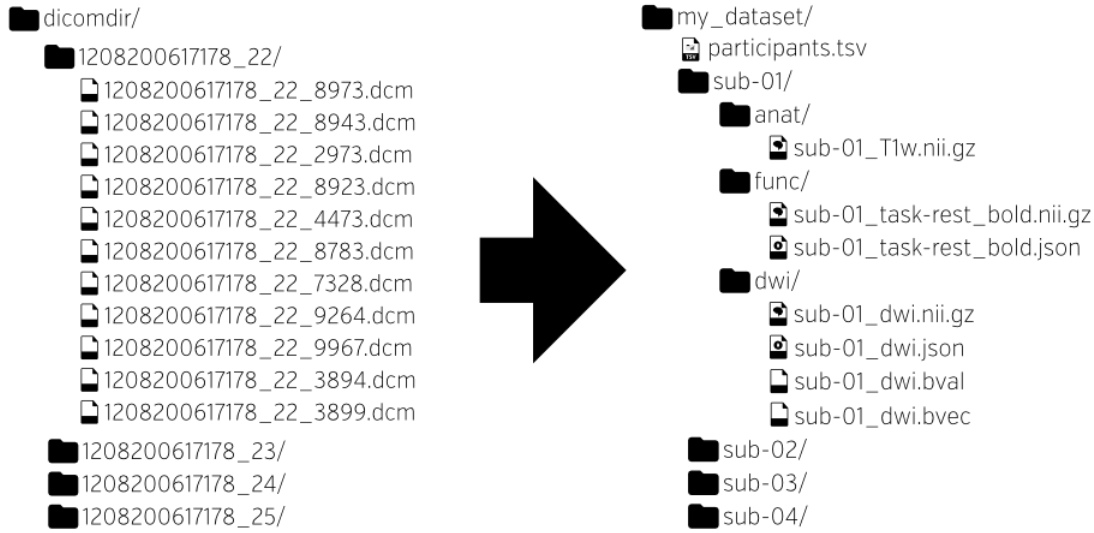 dicomdir/
1208200617178_22/
1208200617178_22_8973.dcm
1208200617178_22_8943.dcm
1208200617178_22_2973.dcm
1208200617178_22_8923.dcm
1208200617178_22_4473.dcm
1208200617178_22_8783.dcm
1208200617178_22_7328.dcm
1208200617178_22_9264.dcm
1208200617178_22_9967.dcm
1208200617178_22_3894.dcm
1208200617178_22_3899.dcm
1208200617178_23/
1208200617178_24/
1208200617178_25/
my_dataset/
TSV
participants.tsv
sub-01/
anat/
sub-01_T1w.nii.gz
func/
sub-01_task-rest_bold.nii.gz
sub-01_task-rest_bold.json
dwi/
sub-01_dwi.nii.gz
sub-01_dwi.json
sub-01_dwi.bval
sub-01_dwi.bvec
sub-02/
sub-03/
sub-04/